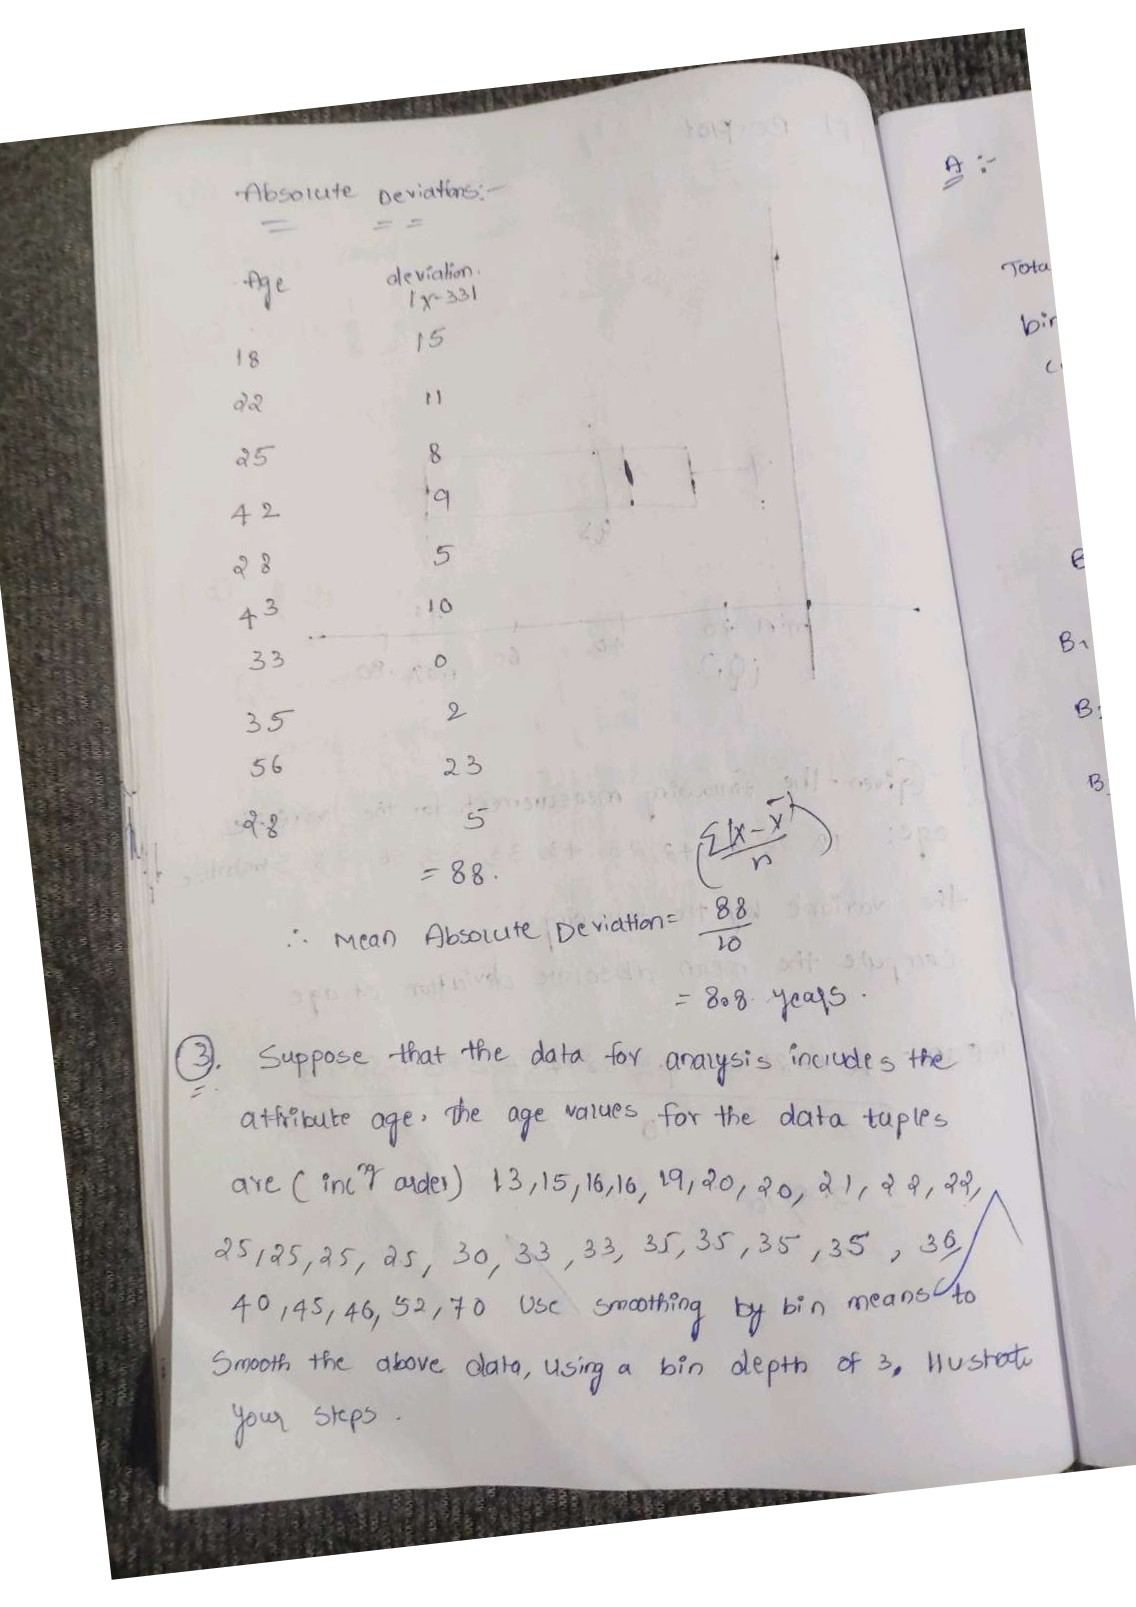 Absolute Deviations:-
Age deviation
|x-33|
18 15
22 11
25 8
42 9
28 5
43 10
33 0
35 2
56 23
28 5
= 88.
(Σ|x-x̄|/n)
∴ Mean Absolute Deviation = 88/10
= 8.8 years.
3. Suppose that the data for analysis includes the
attribute age. The age values for the data tuples
are (incng order) 13,15,16,16,19,20,20,21,22,22,
25,25,25,25,30,33,33,35,35,35,35,36,
40,45,46,52,70 Use smoothing by bin means to
Smooth the above data, using a bin depth of 3. Illustrate
your steps.
A :-
Tota
bin
B1
B
B